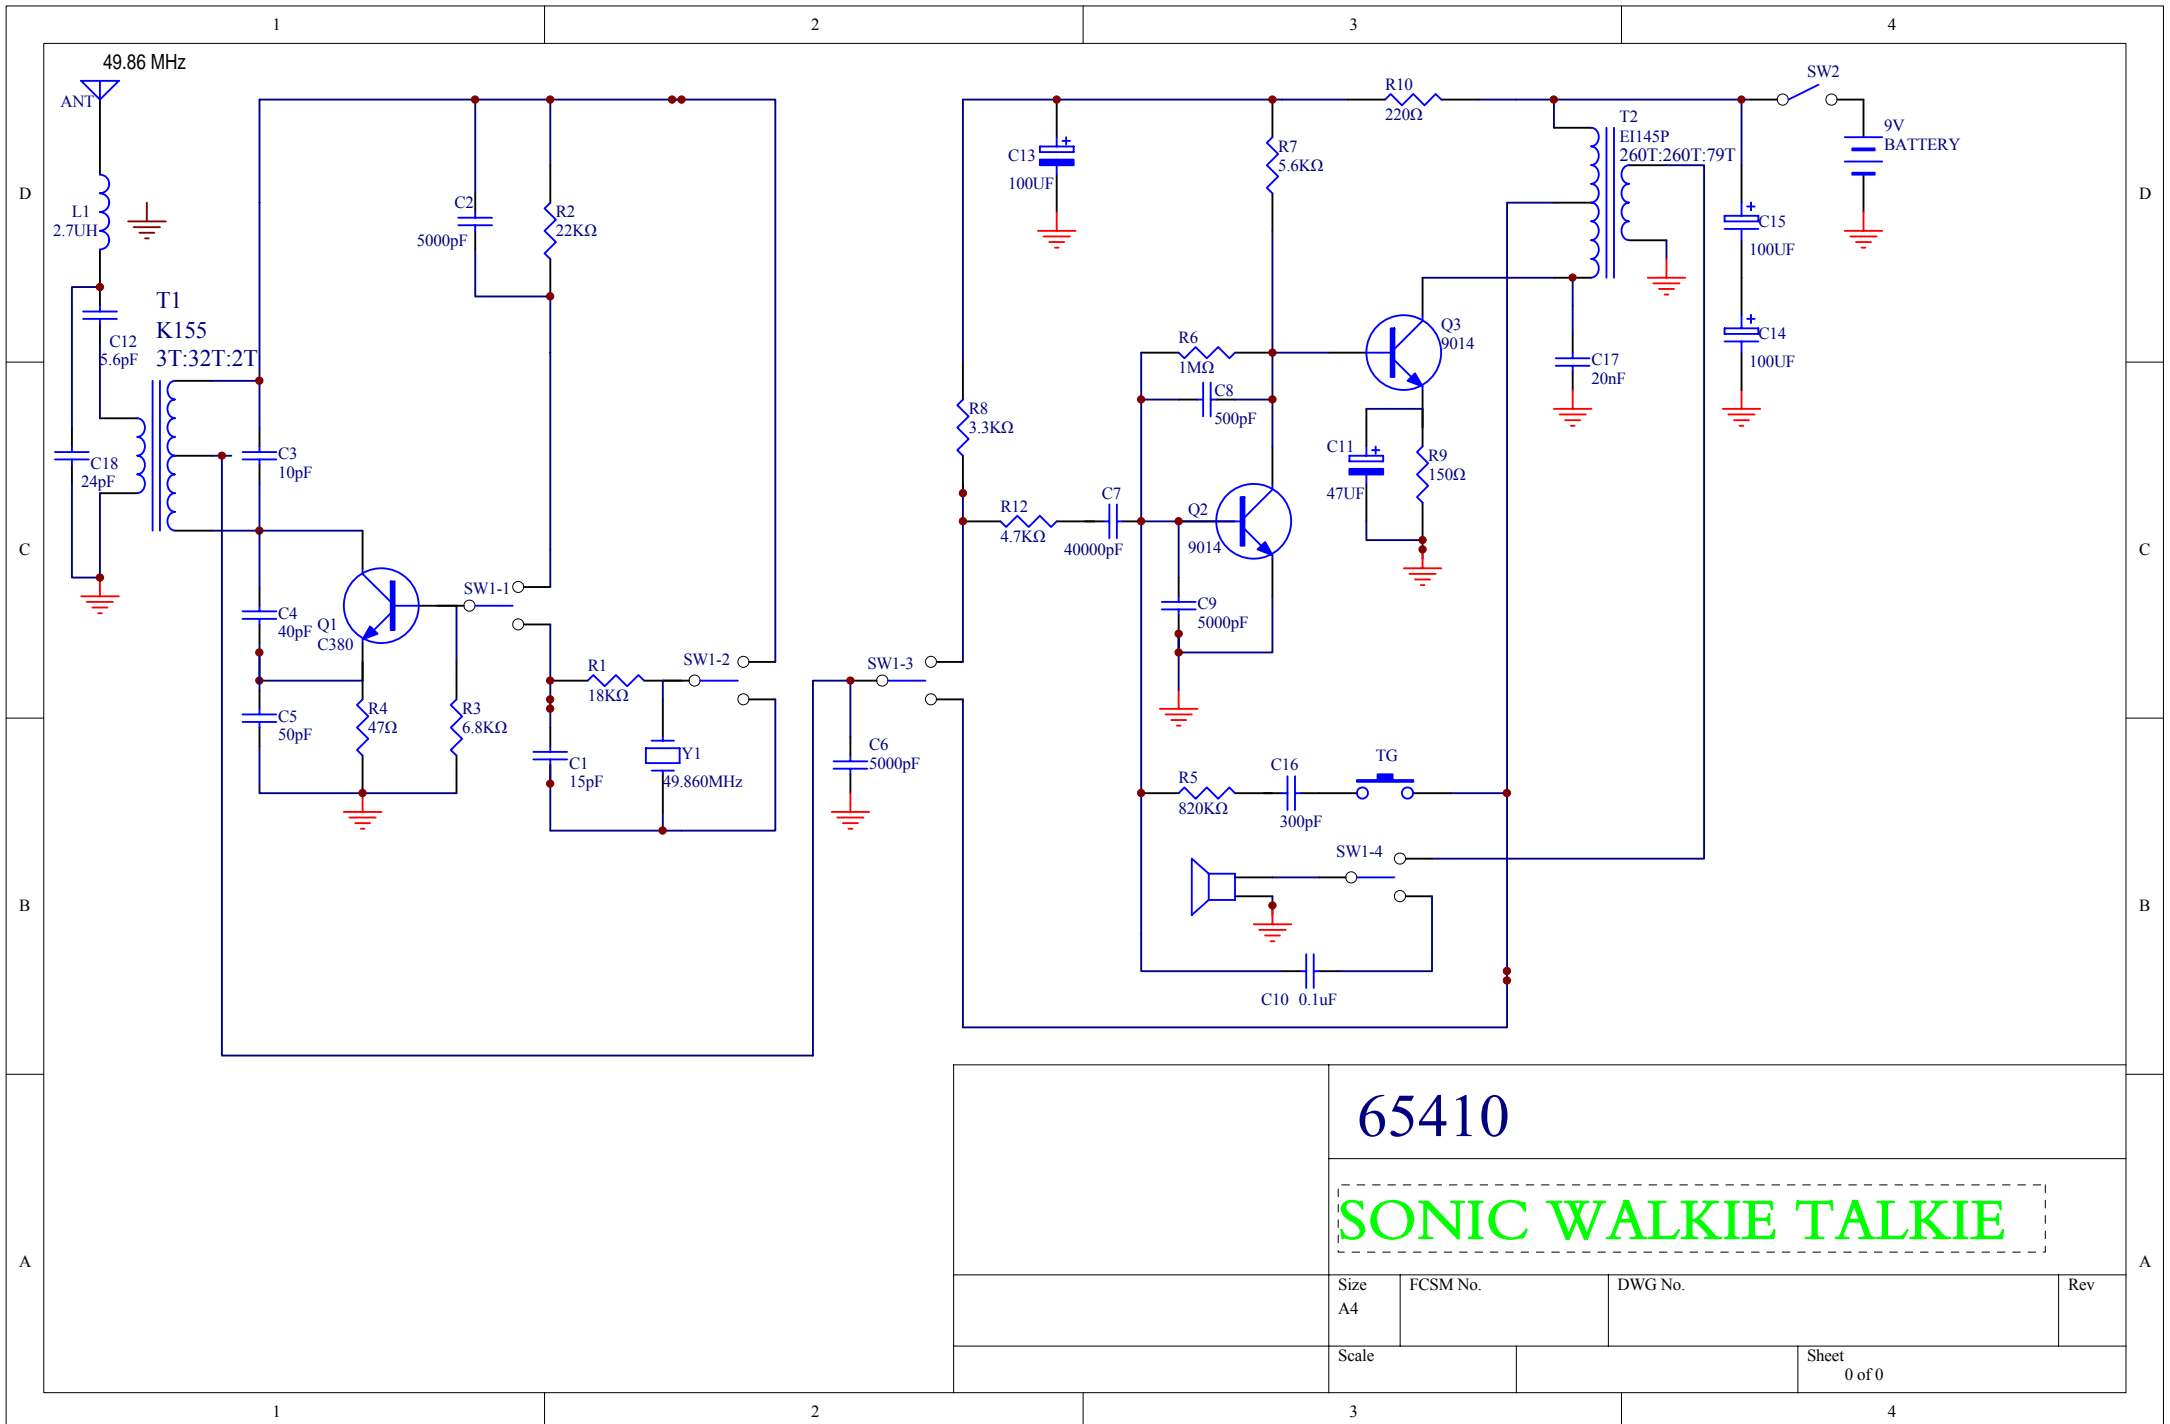 1 2 3 4
49.86 MHz
ANT
L1
2.7UH
C12
5.6pF
T1
K155
3T:32T:2T
C18
24pF
C3
10pF
C2
5000pF
R2
22KΩ
C4
40pF
Q1
C380
SW1-1
C5
50pF
R4
47Ω
R3
6.8KΩ
R1
18KΩ
SW1-2
C1
15pF
Y1
49.860MHz
SW1-3
C6
5000pF
C13
+
100UF
R7
5.6KΩ
R10
220Ω
T2
EI145P
260T:260T:79T
SW2
9V
BATTERY
+
C15
100UF
+
C14
100UF
R6
1MΩ
C8
500pF
Q3
9014
C17
20nF
R8
3.3KΩ
C11
+
47UF
R9
150Ω
R12
4.7KΩ
C7
40000pF
Q2
9014
C9
5000pF
R5
820KΩ
C16
300pF
TG
SW1-4
C10 0.1uF
D D
C C
B B
A A
65410
SONIC WALKIE TALKIE
Size
A4
FCSM No.
DWG No.
Rev
Scale
Sheet
0 of 0
1 2 3 4